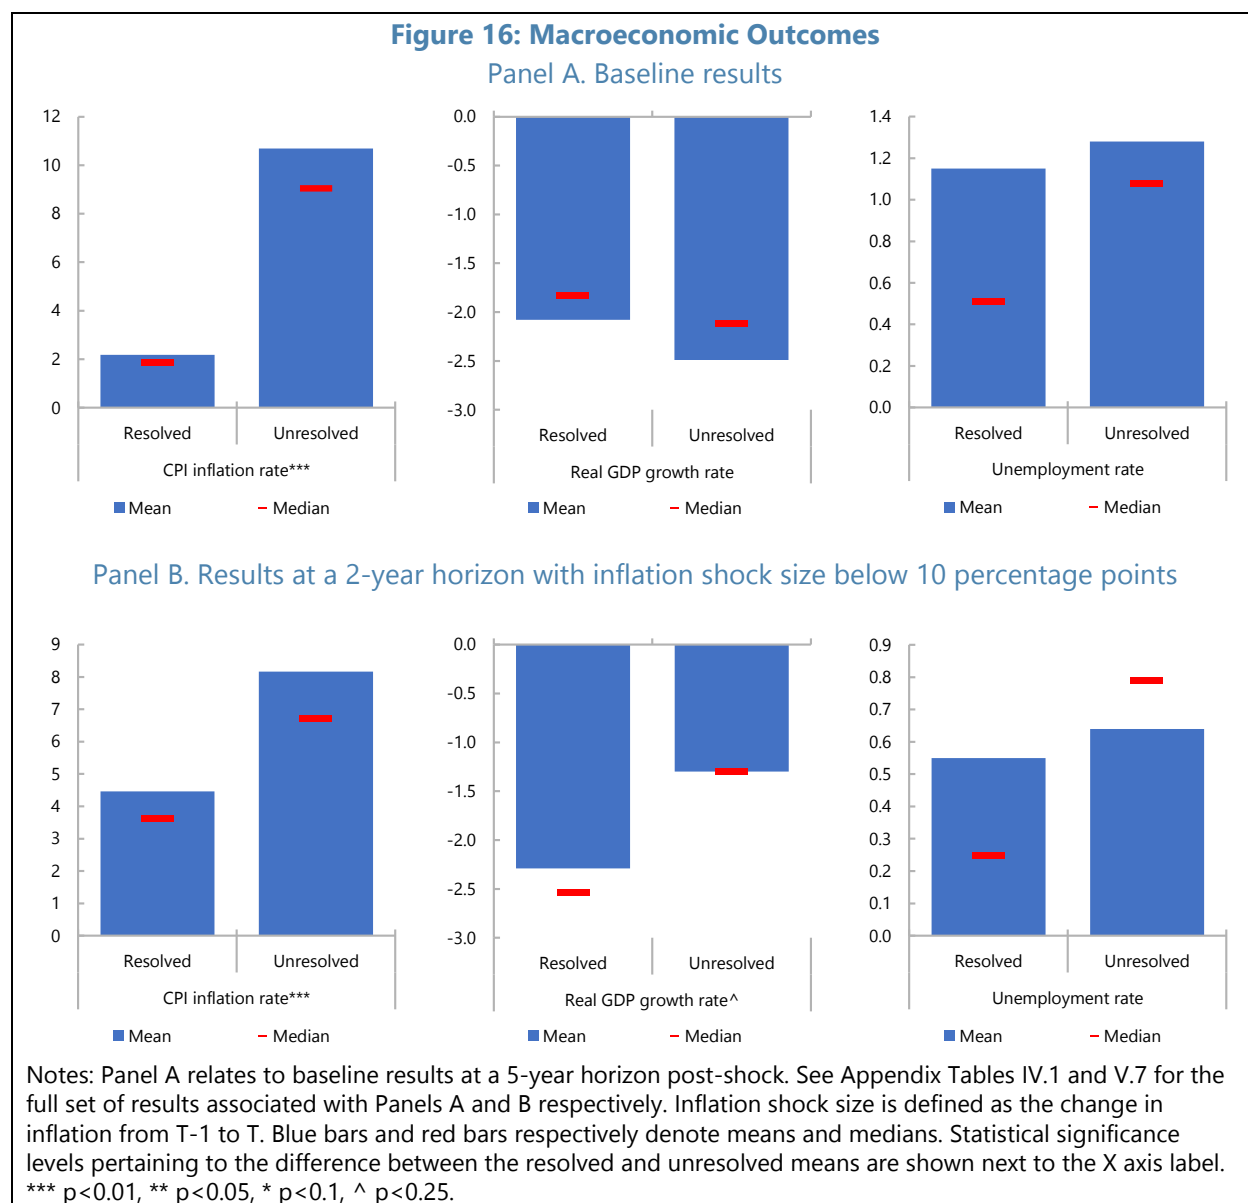 Figure 16: Macroeconomic Outcomes
Panel A. Baseline results
12
10
8
6
4
2
0
Resolved
Unresolved
CPI inflation rate***
Mean
Median
0.0
-0.5
-1.0
-1.5
-2.0
-2.5
-3.0
Resolved
Unresolved
Real GDP growth rate
Mean
Median
1.4
1.2
1.0
0.8
0.6
0.4
0.2
0.0
Resolved
Unresolved
Unemployment rate
Mean
Median
Panel B. Results at a 2-year horizon with inflation shock size below 10 percentage points
9
8
7
6
5
4
3
2
1
0
Resolved
Unresolved
CPI inflation rate***
Mean
Median
0.0
-0.5
-1.0
-1.5
-2.0
-2.5
-3.0
Resolved
Unresolved
Real GDP growth rate^
Mean
Median
0.9
0.8
0.7
0.6
0.5
0.4
0.3
0.2
0.1
0.0
Resolved
Unresolved
Unemployment rate
Mean
Median
Notes: Panel A relates to baseline results at a 5-year horizon post-shock. See Appendix Tables IV.1 and V.7 for the
full set of results associated with Panels A and B respectively. Inflation shock size is defined as the change in
inflation from T-1 to T. Blue bars and red bars respectively denote means and medians. Statistical significance
levels pertaining to the difference between the resolved and unresolved means are shown next to the X axis label.
*** p<0.01, ** p<0.05, * p<0.1, ^ p<0.25.